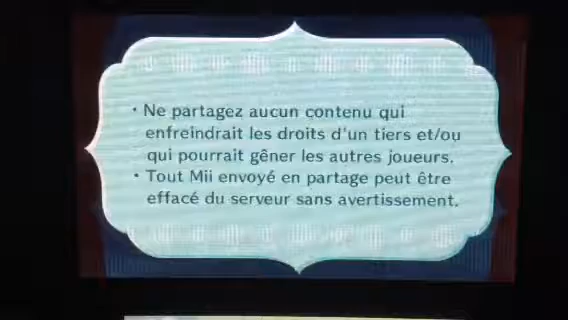 • Ne partagez aucun contenu qui
enfreindrait les droits d'un tiers et/ou
qui pourrait gêner les autres joueurs.
• Tout Mii envoyé en partage peut être
effacé du serveur sans avertissement.